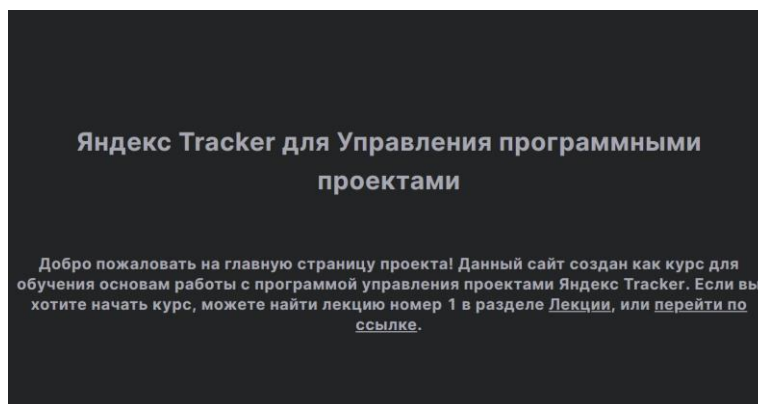 Яндекс Tracker для Управления программными
проектами
Добро пожаловать на главную страницу проекта! Данный сайт создан как курс для
обучения основам работы с программой управления проектами Яндекс Tracker. Если вы
хотите начать курс, можете найти лекцию номер 1 в разделе Лекции, или перейти по
ссылке.